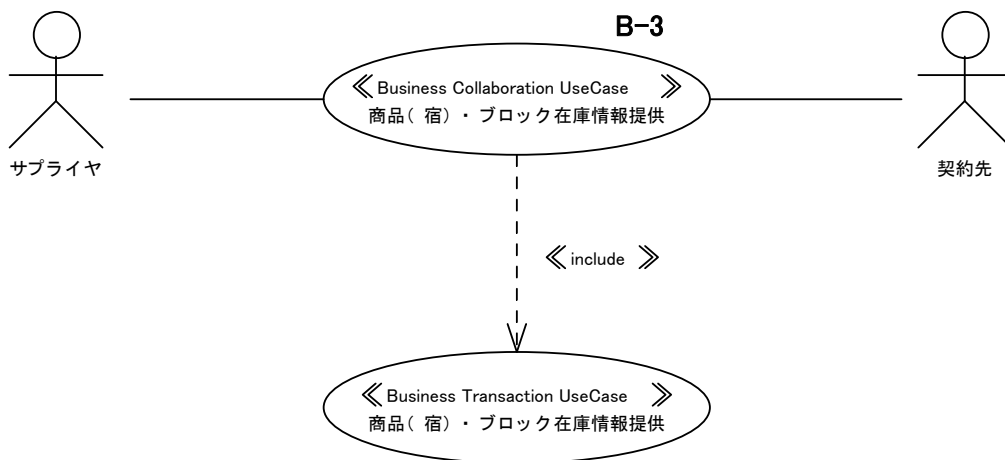 B-3
≪Business Collaboration UseCase ≫
商品( 宿)・ブロック在庫情報提供
サプライヤ
契約先
≪include ≫
≪Business Transaction UseCase ≫
商品( 宿)・ブロック在庫情報提供